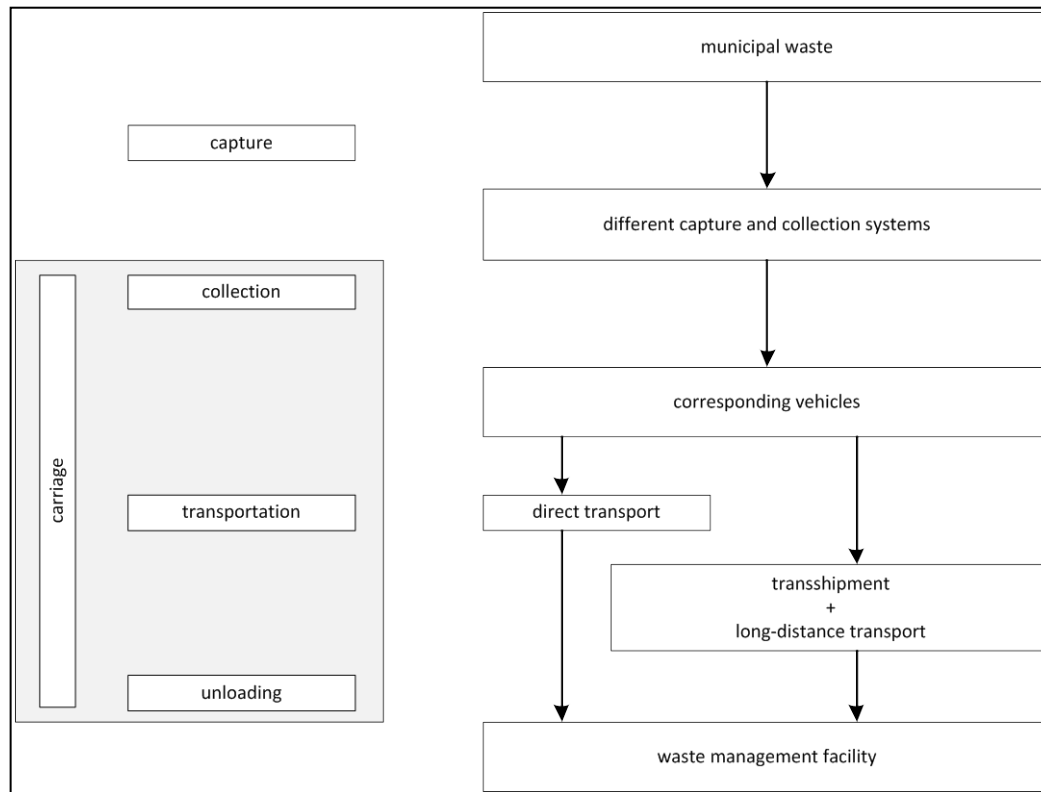 municipal waste
capture
different capture and collection systems
collection
carriage
corresponding vehicles
transportation
direct transport
transshipment
+
long-distance transport
unloading
waste management facility